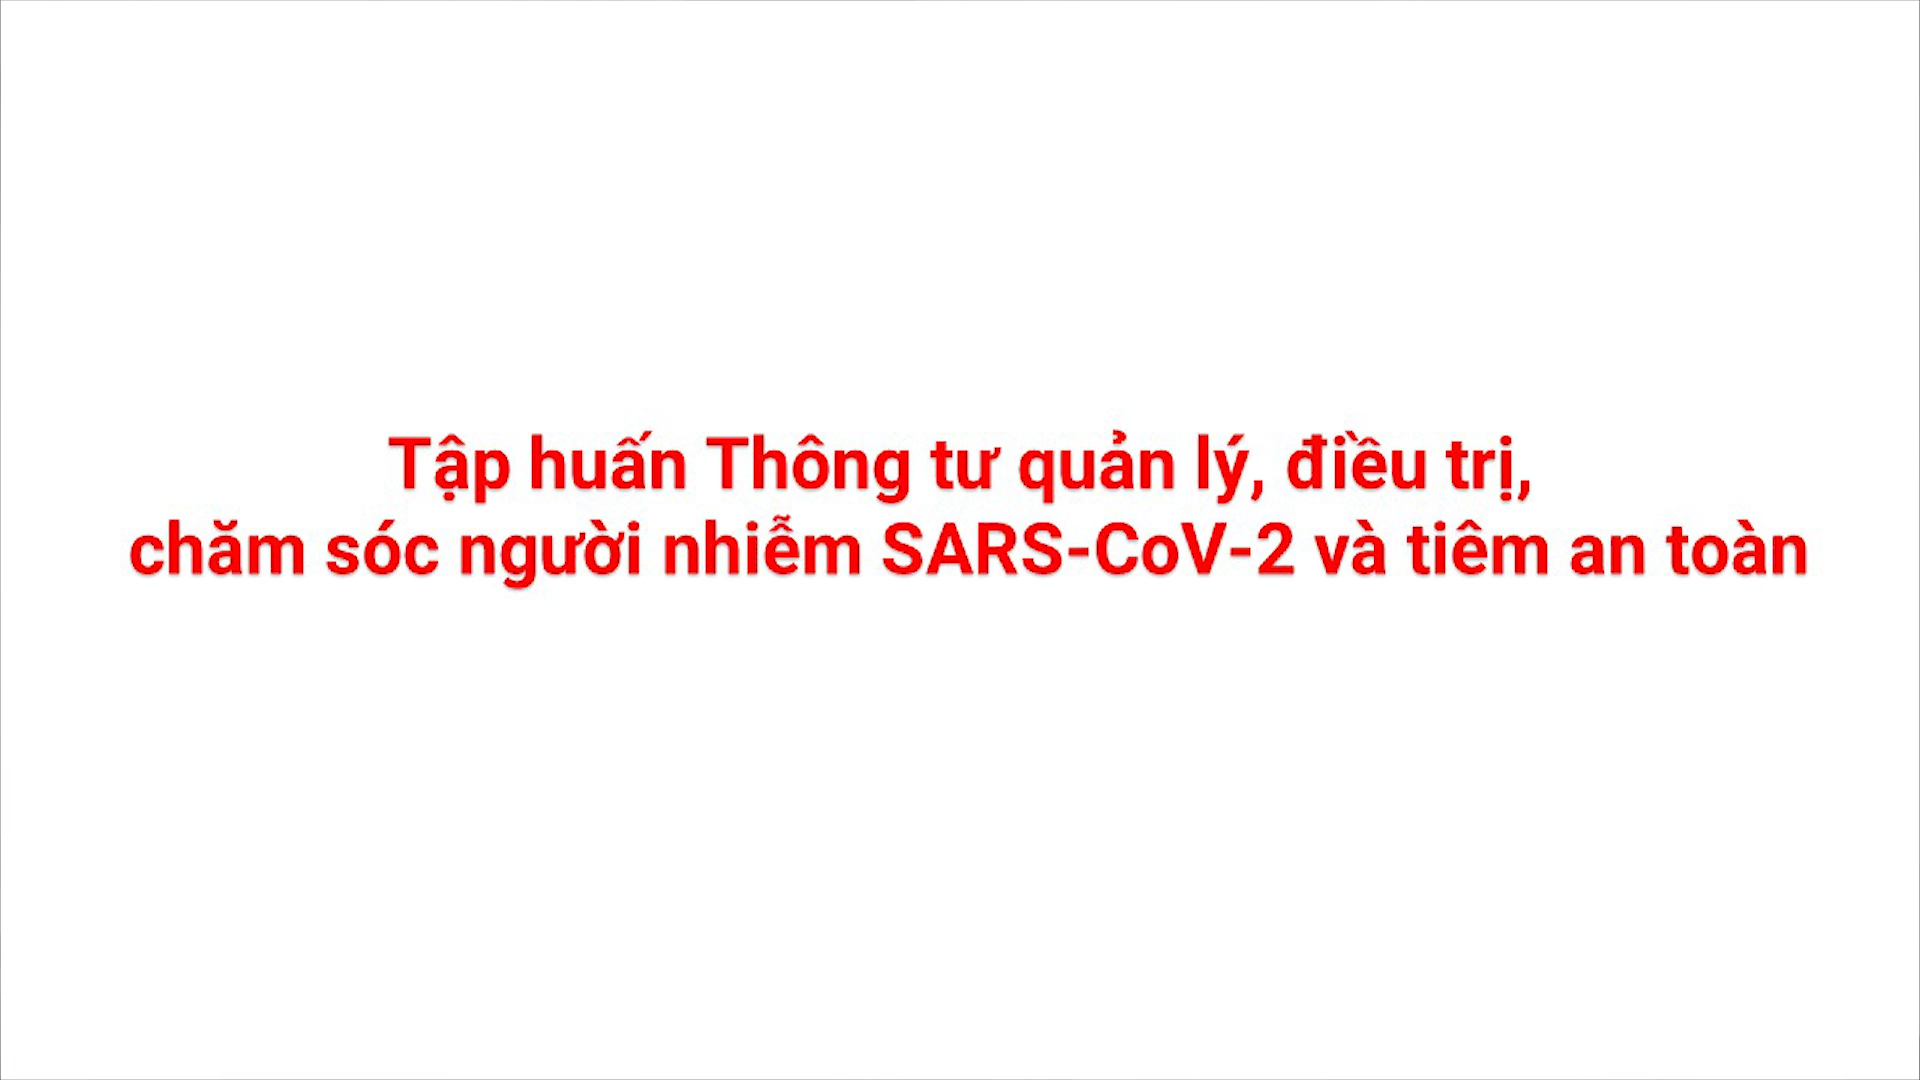 Tập huấn Thông tư quản lý, điều trị,
chăm sóc người nhiễm SARS-CoV-2 và tiêm an toàn